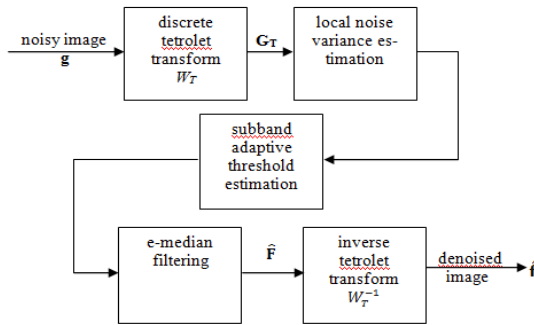 noisy image
g
discrete
tetrolet
transform
W_T
G_T
local noise
variance es-
timation
subband
adaptive
threshold
estimation
e-median
filtering
F̂
inverse
tetrolet
transform
W_T^{-1}
denoised
image
f̂